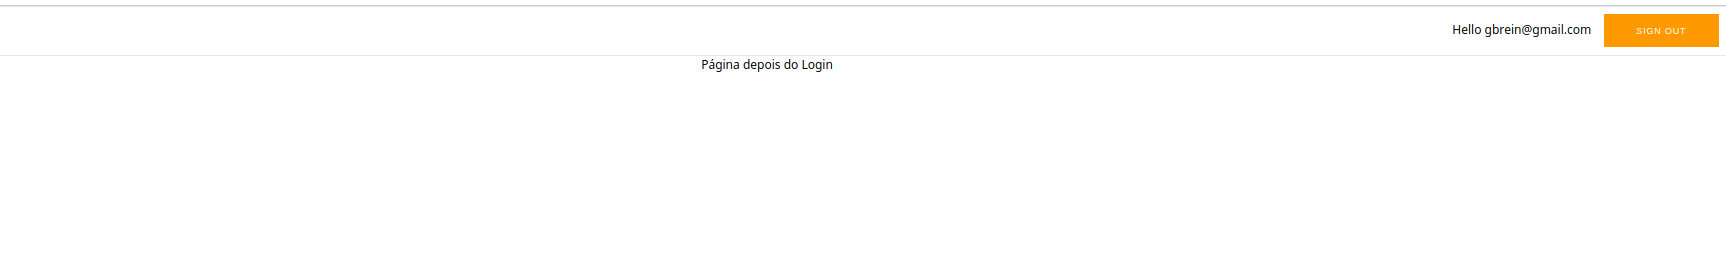 Hello gbrein@gmail.com SIGN OUT
Página depois do Login